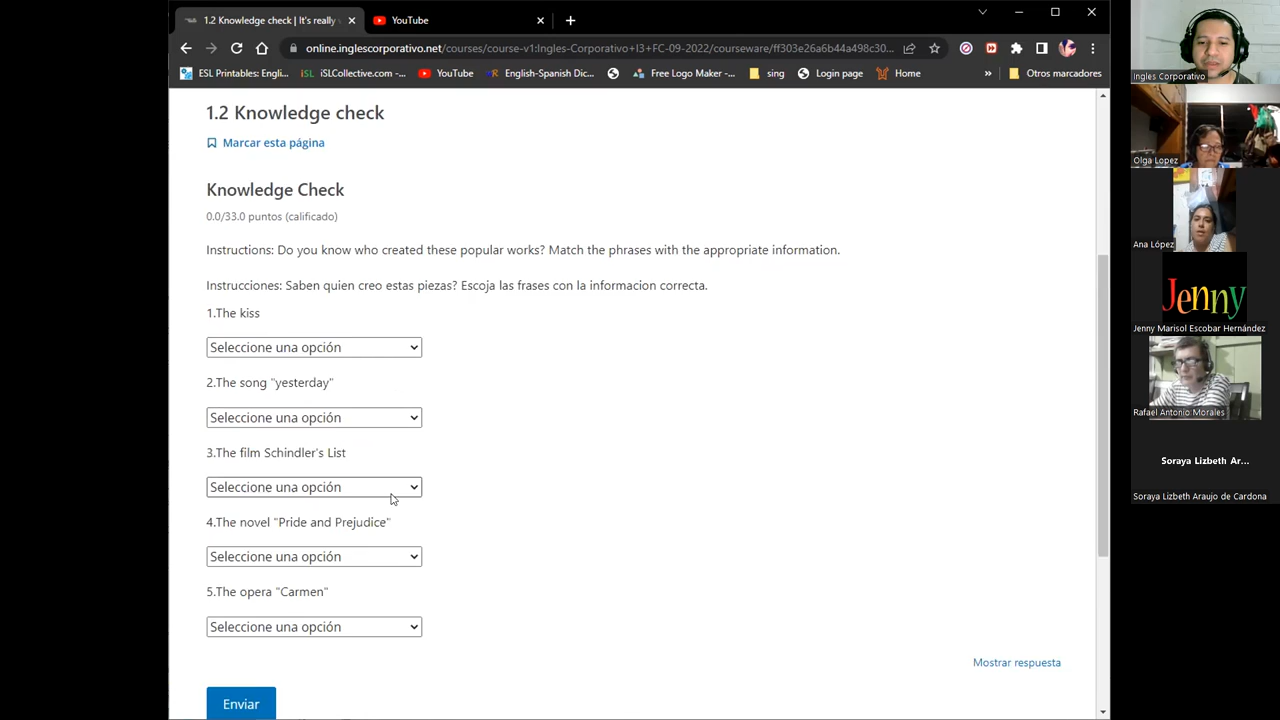 1.2 Knowledge check | It's really
YouTube
online.inglescorporativo.net/courses/course-v1:Ingles-Corporativo+I3+FC-09-2022/courseware/ff303e26a6b44a498c30...
ESL Printables: Engli...
iSLCollective.com -...
YouTube
English-Spanish Dic...
Free Logo Maker -...
sing
Login page
Home
»
Otros marcadores
1.2 Knowledge check
Marcar esta página
Knowledge Check
0.0/33.0 puntos (calificado)
Instructions: Do you know who created these popular works? Match the phrases with the appropriate information.
Instrucciones: Saben quien creo estas piezas? Escoja las frases con la informacion correcta.
1.The kiss
Seleccione una opción
2.The song "yesterday"
Seleccione una opción
3.The film Schindler's List
Seleccione una opción
4.The novel "Pride and Prejudice"
Seleccione una opción
5.The opera "Carmen"
Seleccione una opción
Mostrar respuesta
Enviar
Ingles Corporativo
Olga Lopez
Ana López
Jenny
Jenny Marisol Escobar Hernández
Rafael Antonio Morales
Soraya Lizbeth Ar...
Soraya Lizbeth Araujo de Cardona